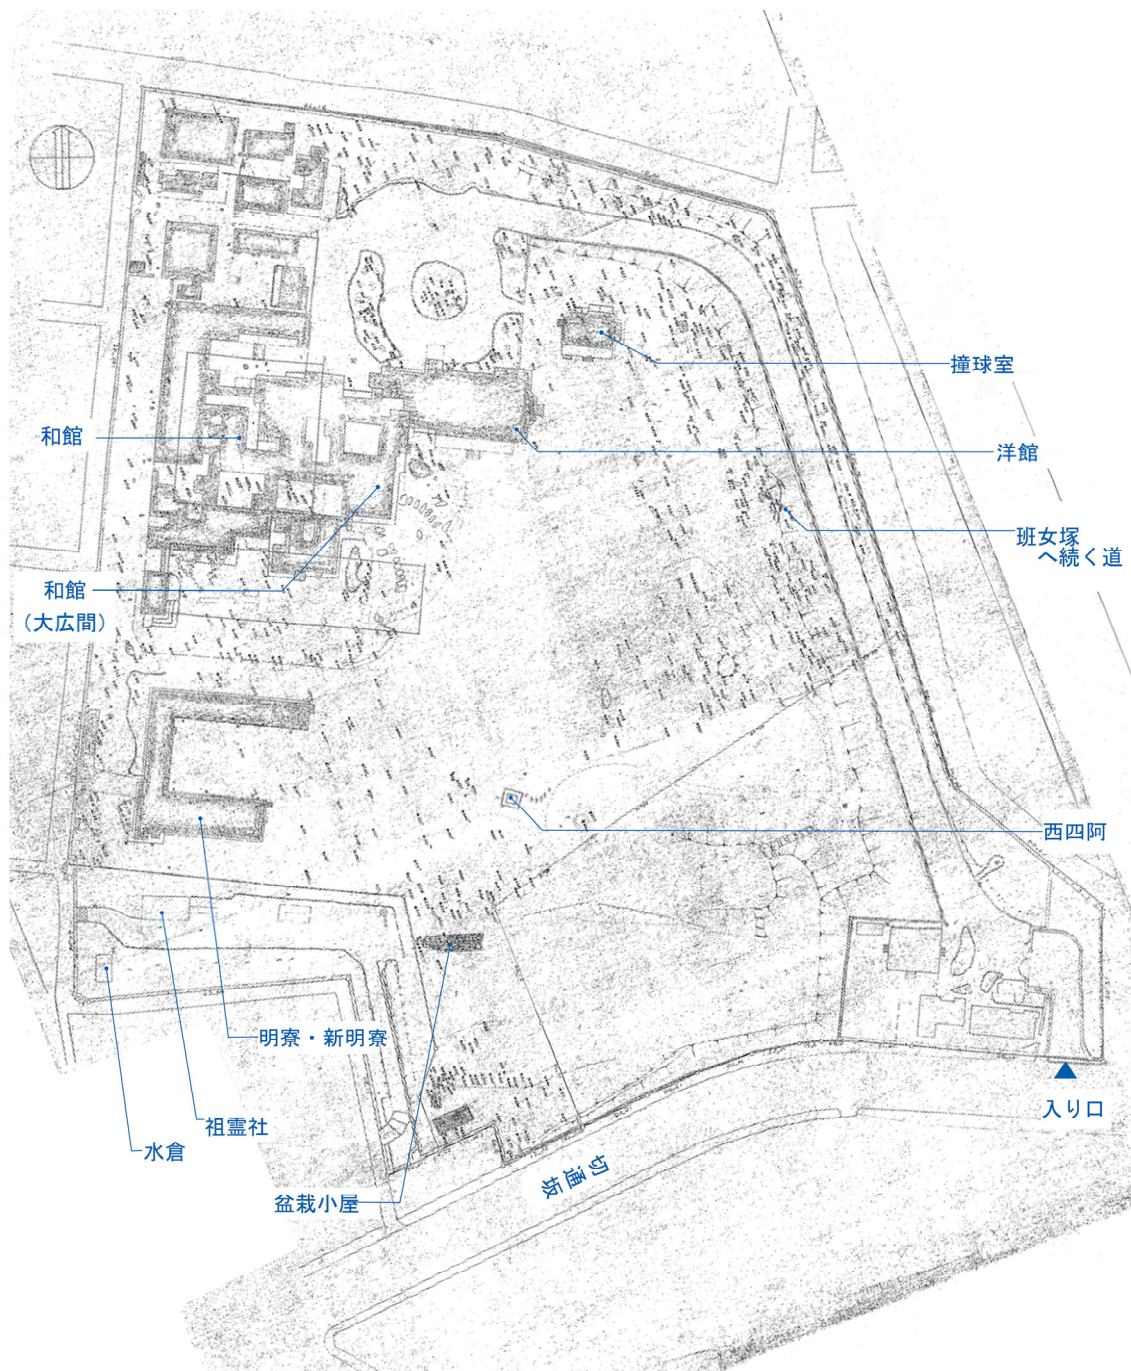 撞球室
和館
洋館
班女塚
へ続く道
和館
（大広間）
西四阿
明寮・新明寮
祖霊社
水倉
入り口
盆栽小屋
切通坂